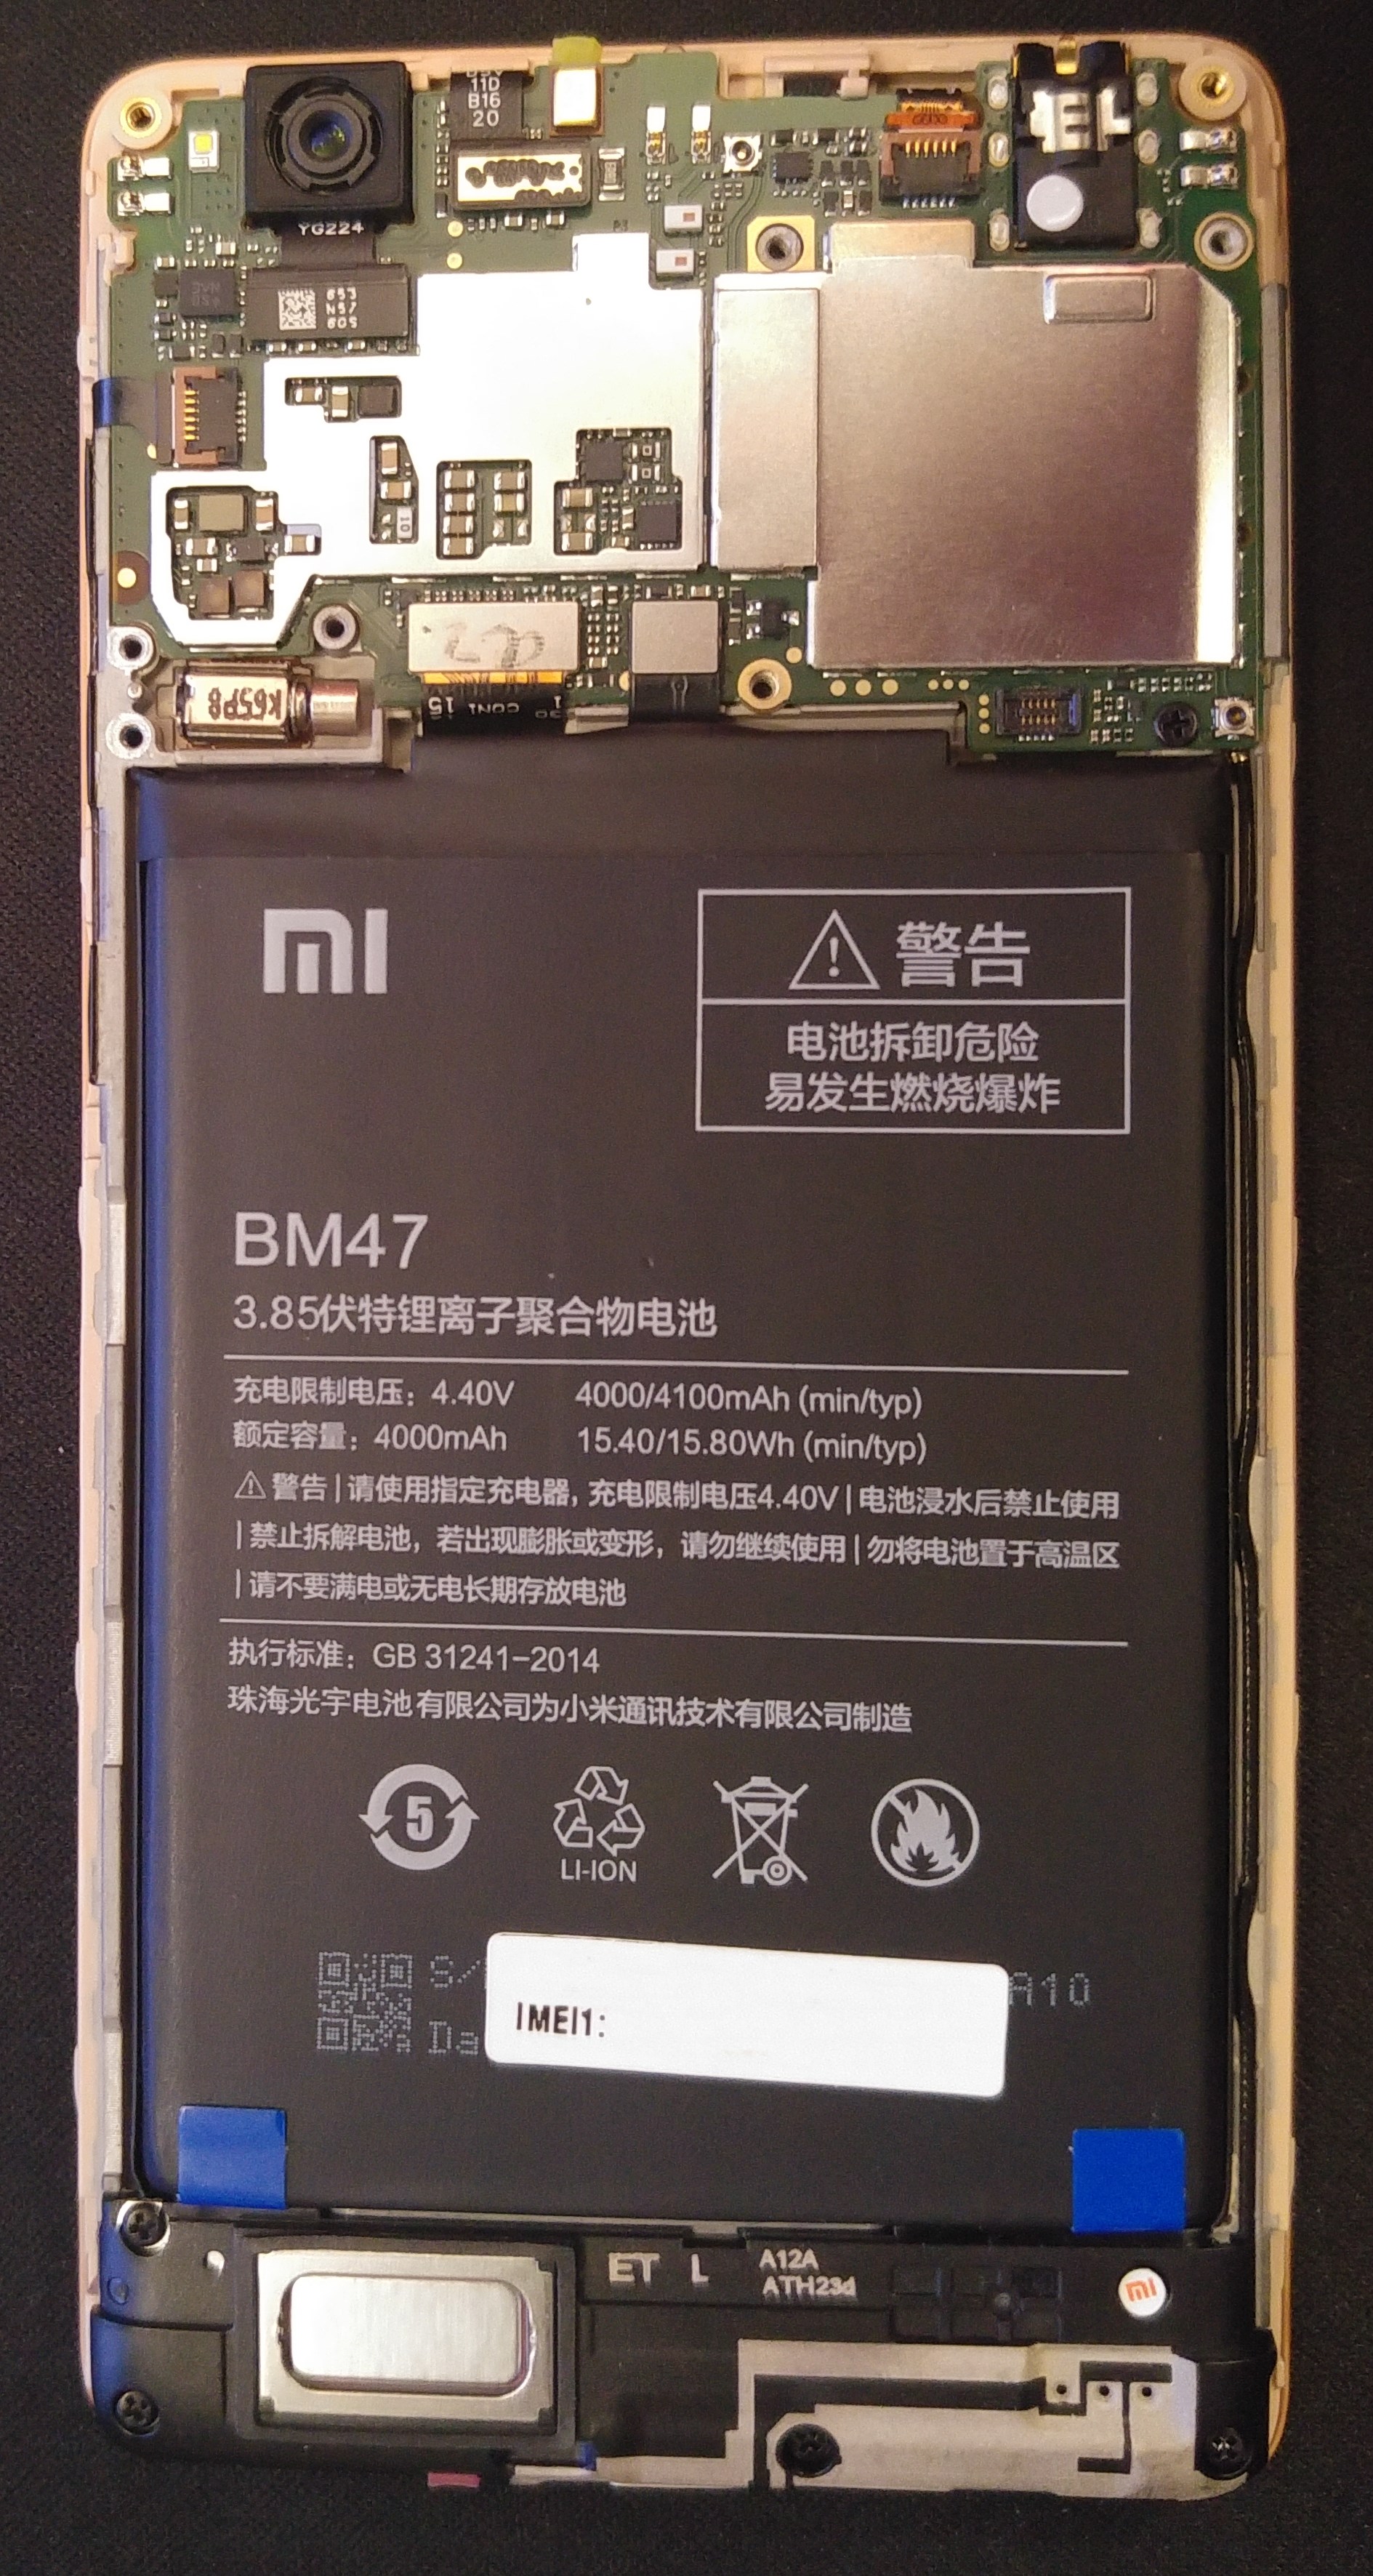 11D
B16
20
YG224
653
N57
605
10
K65P8
15
CON1
MI
警告
电池拆卸危险
易发生燃烧爆炸
BM47
3.85伏特锂离子聚合物电池
充电限制电压：4.40V 4000/4100mAh (min/typ)
额定容量：4000mAh 15.40/15.80Wh (min/typ)
警告 | 请使用指定充电器, 充电限制电压4.40V | 电池浸水后禁止使用
| 禁止拆解电池，若出现膨胀或变形，请勿继续使用 | 勿将电池置于高温区
| 请不要满电或无电长期存放电池
执行标准：GB 31241-2014
珠海光宇电池有限公司为小米通讯技术有限公司制造
5
LI-ION
S/
A10
IMEI1:
Da
ET L
A12A
ATH23d
MI